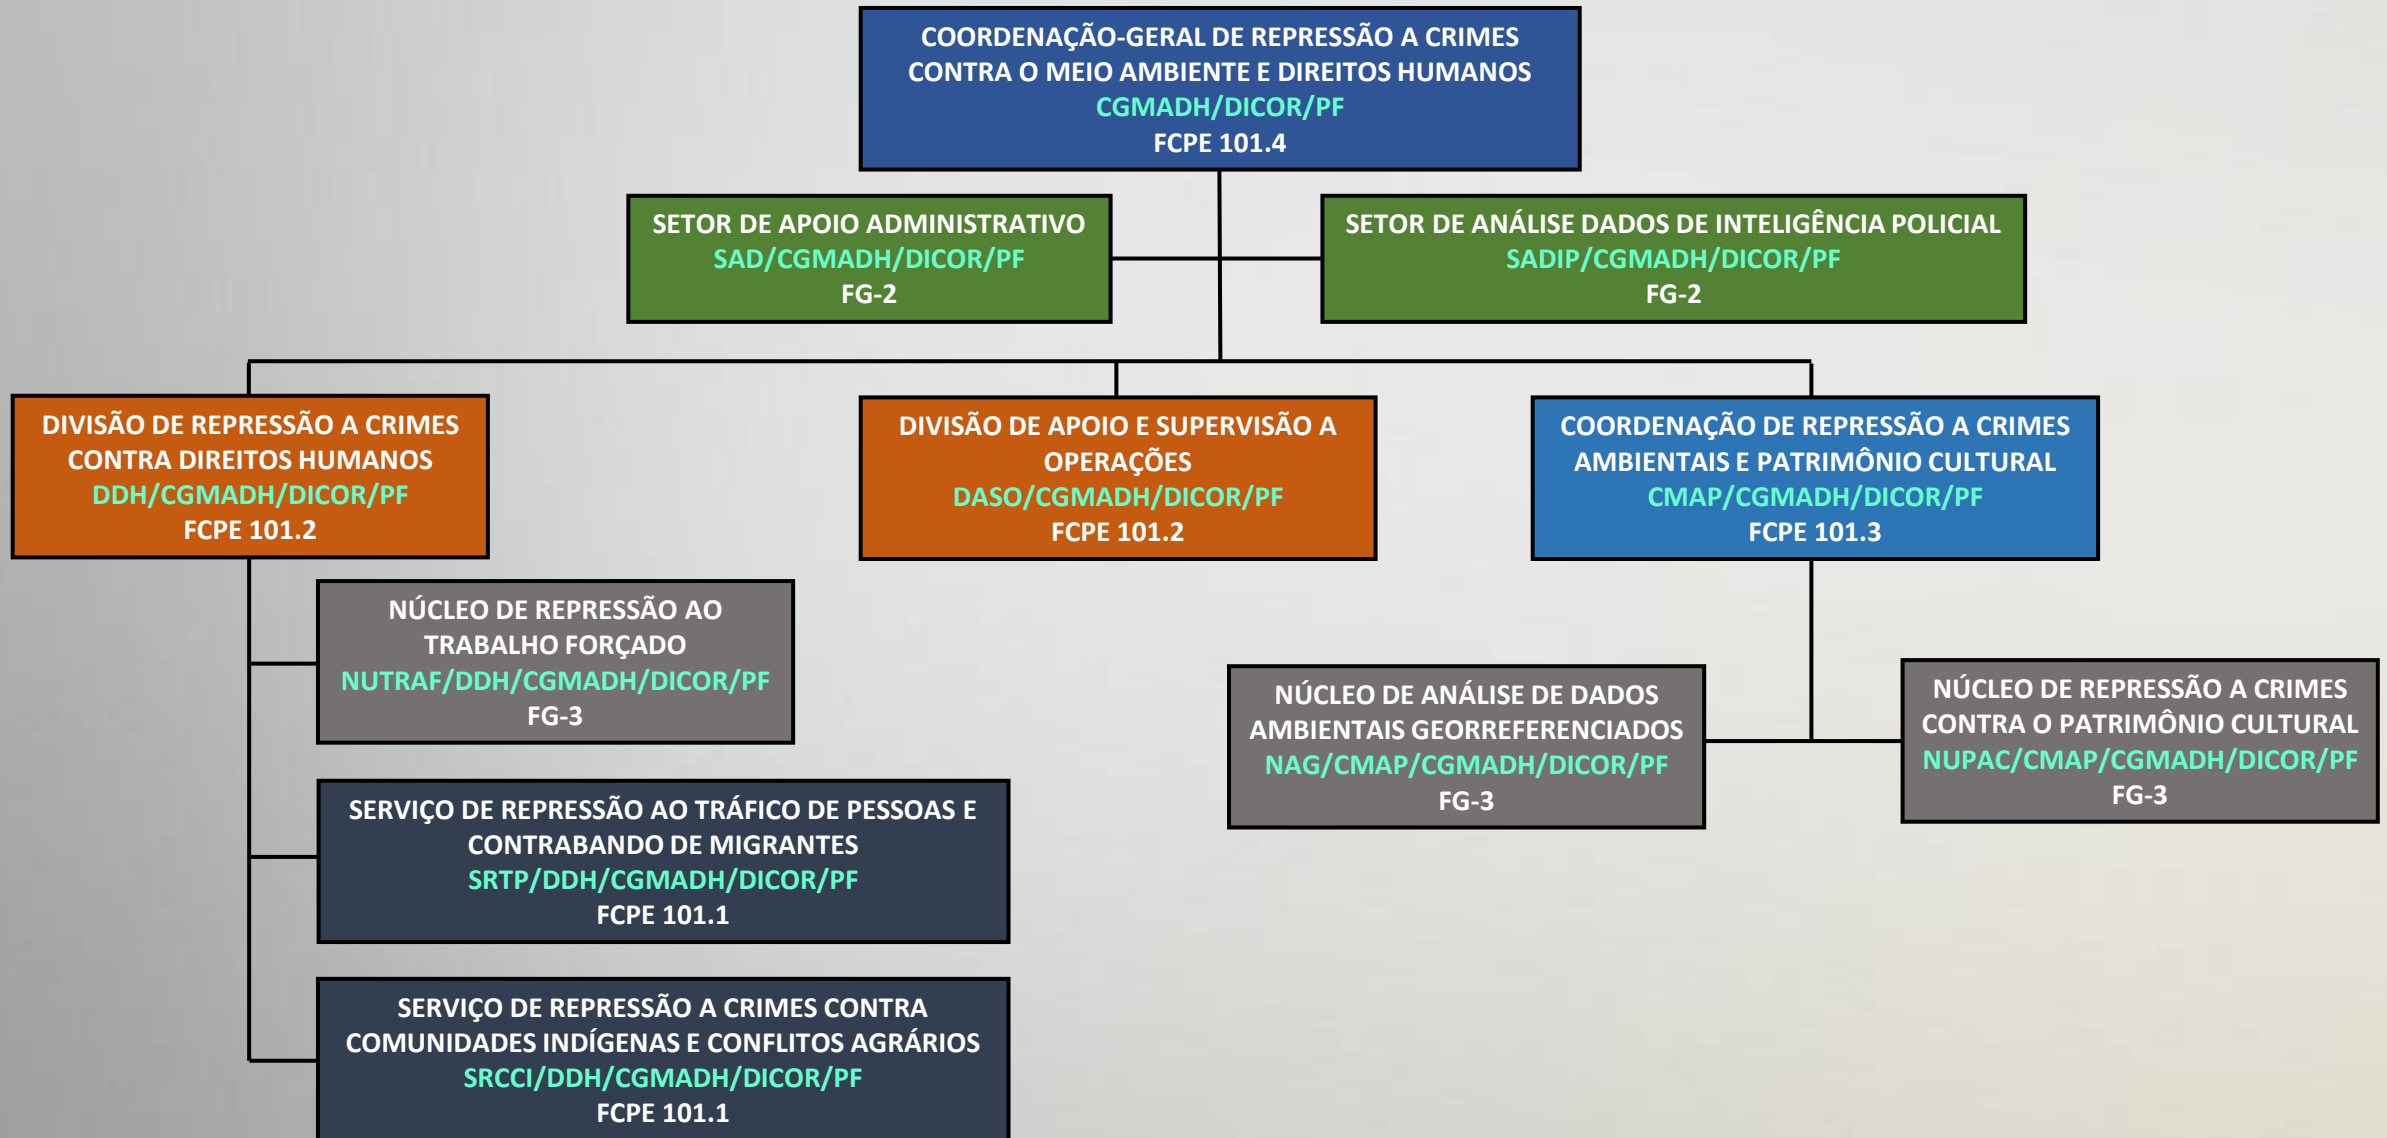 COORDENAÇÃO-GERAL DE REPRESSÃO A CRIMES
CONTRA O MEIO AMBIENTE E DIREITOS HUMANOS
CGMADH/DICOR/PF
FCPE 101.4
SETOR DE APOIO ADMINISTRATIVO
SAD/CGMADH/DICOR/PF
FG-2
SETOR DE ANÁLISE DADOS DE INTELIGÊNCIA POLICIAL
SADIP/CGMADH/DICOR/PF
FG-2
DIVISÃO DE REPRESSÃO A CRIMES
CONTRA DIREITOS HUMANOS
DDH/CGMADH/DICOR/PF
FCPE 101.2
DIVISÃO DE APOIO E SUPERVISÃO A
OPERAÇÕES
DASO/CGMADH/DICOR/PF
FCPE 101.2
COORDENAÇÃO DE REPRESSÃO A CRIMES
AMBIENTAIS E PATRIMÔNIO CULTURAL
CMAP/CGMADH/DICOR/PF
FCPE 101.3
NÚCLEO DE REPRESSÃO AO
TRABALHO FORÇADO
NUTRAF/DDH/CGMADH/DICOR/PF
FG-3
NÚCLEO DE ANÁLISE DE DADOS
AMBIENTAIS GEORREFERENCIADOS
NAG/CMAP/CGMADH/DICOR/PF
FG-3
NÚCLEO DE REPRESSÃO A CRIMES
CONTRA O PATRIMÔNIO CULTURAL
NUPAC/CMAP/CGMADH/DICOR/PF
FG-3
SERVIÇO DE REPRESSÃO AO TRÁFICO DE PESSOAS E
CONTRABANDO DE MIGRANTES
SRTP/DDH/CGMADH/DICOR/PF
FCPE 101.1
SERVIÇO DE REPRESSÃO A CRIMES CONTRA
COMUNIDADES INDÍGENAS E CONFLITOS AGRÁRIOS
SRCCI/DDH/CGMADH/DICOR/PF
FCPE 101.1